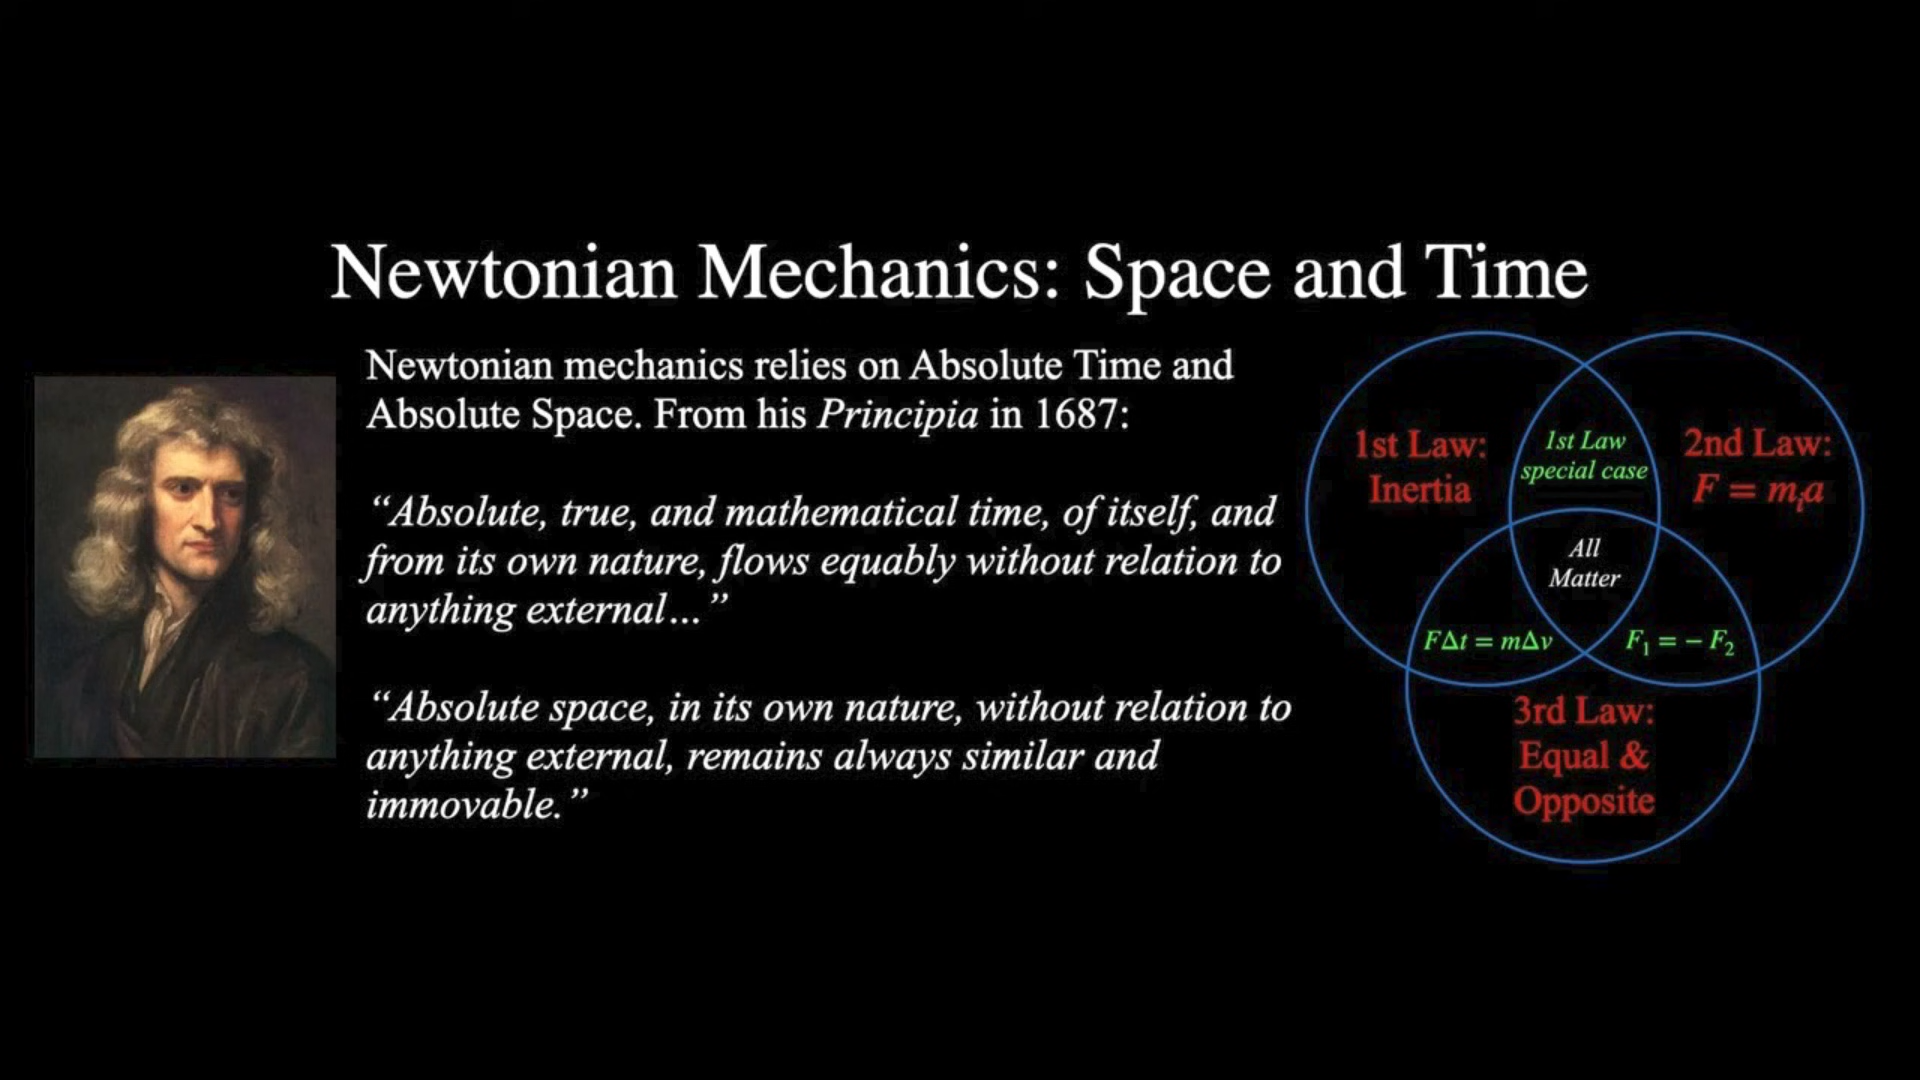 Newtonian Mechanics: Space and Time
Newtonian mechanics relies on Absolute Time and
Absolute Space. From his Principia in 1687:
“Absolute, true, and mathematical time, of itself, and
from its own nature, flows equably without relation to
anything external...”
“Absolute space, in its own nature, without relation to
anything external, remains always similar and
immovable.”
1st Law:
Inertia
1st Law
special case
2nd Law:
F = mᵢa
All
Matter
FΔt = mΔv
F₁ = − F₂
3rd Law:
Equal &
Opposite